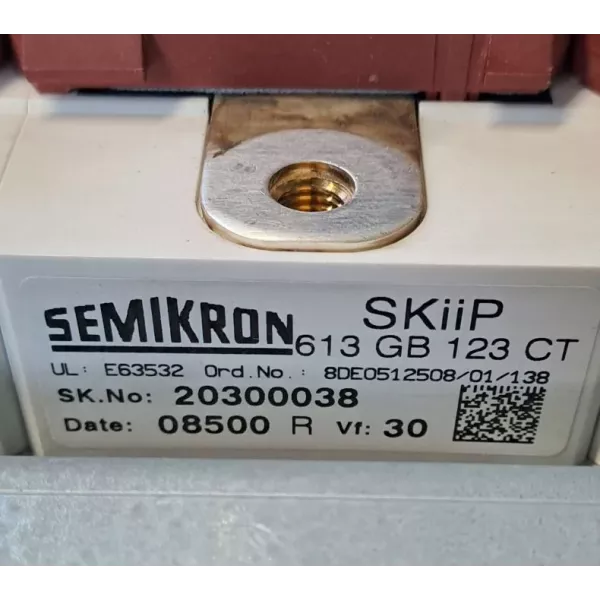 SEMIKRON SKiiP
613 GB 123 CT
UL: E63532 Ord.No.: 8DE0512508/01/138
SK.No: 20300038
Date: 08500 R Vf: 30